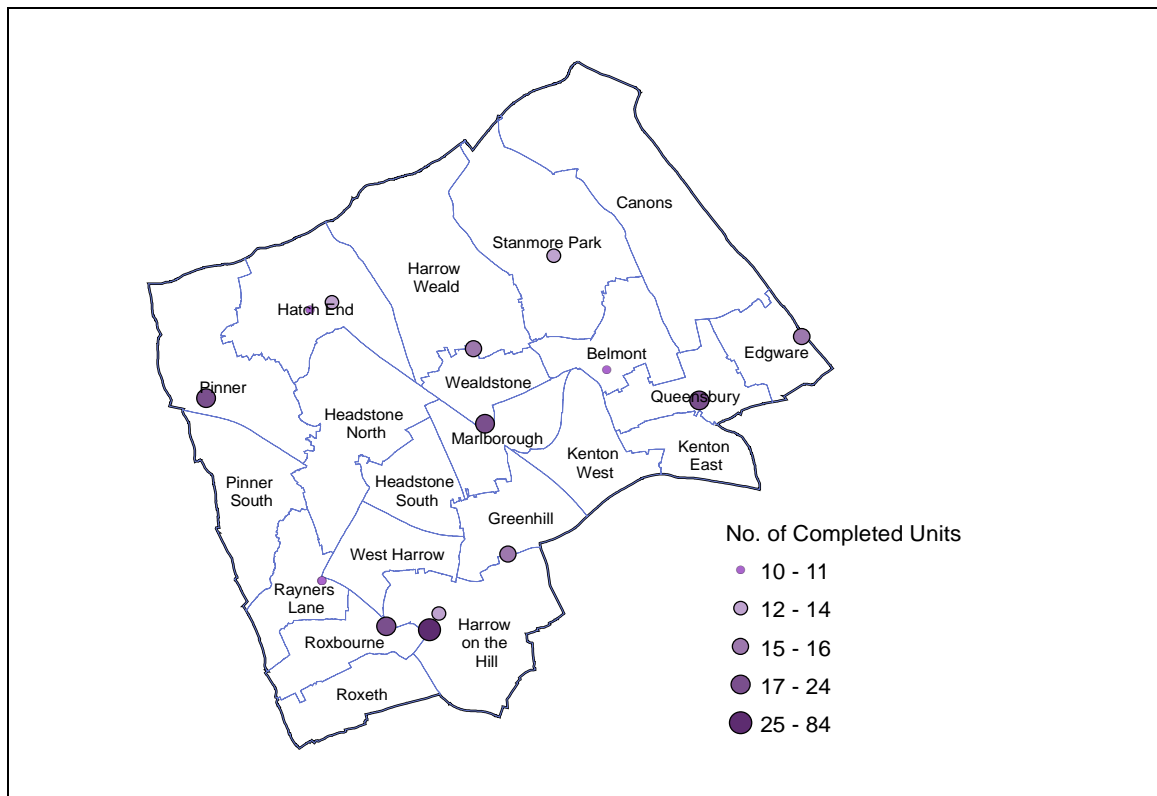 Canons
Stanmore Park
Harrow
Weald
Hatch End
Belmont
Edgware
Pinner
Wealdstone
Queensbury
Headstone
North
Marlborough
Kenton
West
Kenton
East
Pinner
South
Headstone
South
Greenhill
West Harrow
Rayners
Lane
Roxbourne
Harrow
on the
Hill
Roxeth
No. of Completed Units
10 - 11
12 - 14
15 - 16
17 - 24
25 - 84